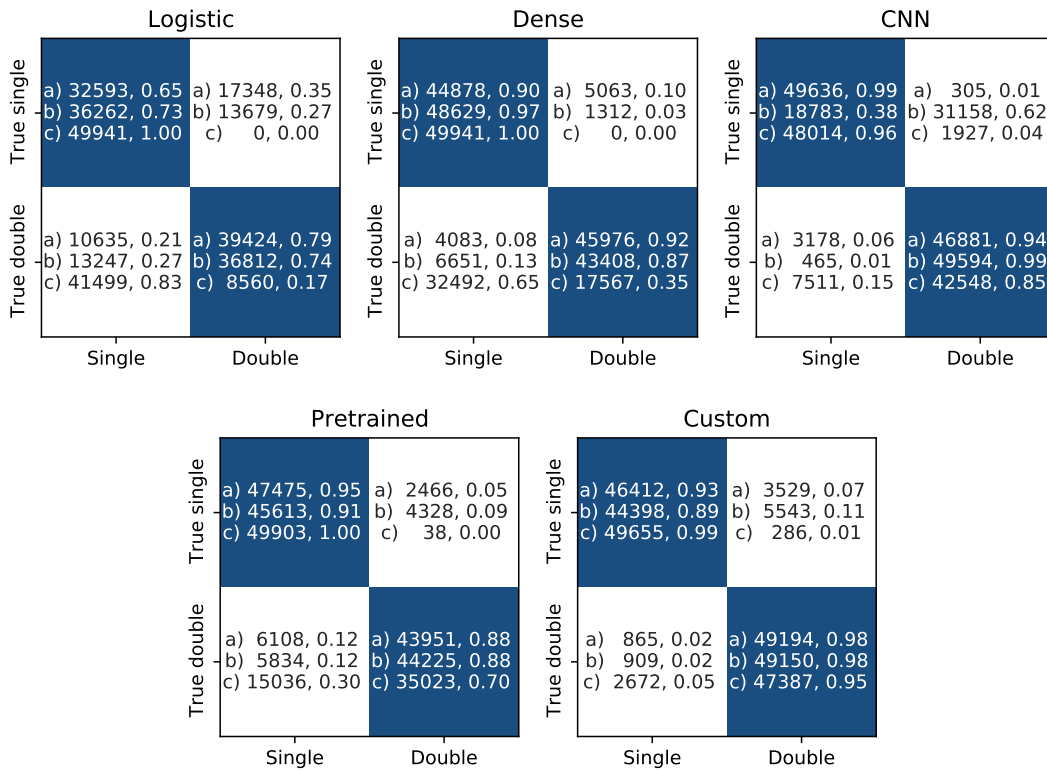 Logistic
True single
a) 32593, 0.65
b) 36262, 0.73
c) 49941, 1.00
a) 17348, 0.35
b) 13679, 0.27
c) 0, 0.00
True double
a) 10635, 0.21
b) 13247, 0.27
c) 41499, 0.83
a) 39424, 0.79
b) 36812, 0.74
c) 8560, 0.17
Single
Double
Dense
True single
a) 44878, 0.90
b) 48629, 0.97
c) 49941, 1.00
a) 5063, 0.10
b) 1312, 0.03
c) 0, 0.00
True double
a) 4083, 0.08
b) 6651, 0.13
c) 32492, 0.65
a) 45976, 0.92
b) 43408, 0.87
c) 17567, 0.35
Single
Double
CNN
True single
a) 49636, 0.99
b) 18783, 0.38
c) 48014, 0.96
a) 305, 0.01
b) 31158, 0.62
c) 1927, 0.04
True double
a) 3178, 0.06
b) 465, 0.01
c) 7511, 0.15
a) 46881, 0.94
b) 49594, 0.99
c) 42548, 0.85
Single
Double
Pretrained
True single
a) 47475, 0.95
b) 45613, 0.91
c) 49903, 1.00
a) 2466, 0.05
b) 4328, 0.09
c) 38, 0.00
True double
a) 6108, 0.12
b) 5834, 0.12
c) 15036, 0.30
a) 43951, 0.88
b) 44225, 0.88
c) 35023, 0.70
Single
Double
Custom
True single
a) 46412, 0.93
b) 44398, 0.89
c) 49655, 0.99
a) 3529, 0.07
b) 5543, 0.11
c) 286, 0.01
True double
a) 865, 0.02
b) 909, 0.02
c) 2672, 0.05
a) 49194, 0.98
b) 49150, 0.98
c) 47387, 0.95
Single
Double